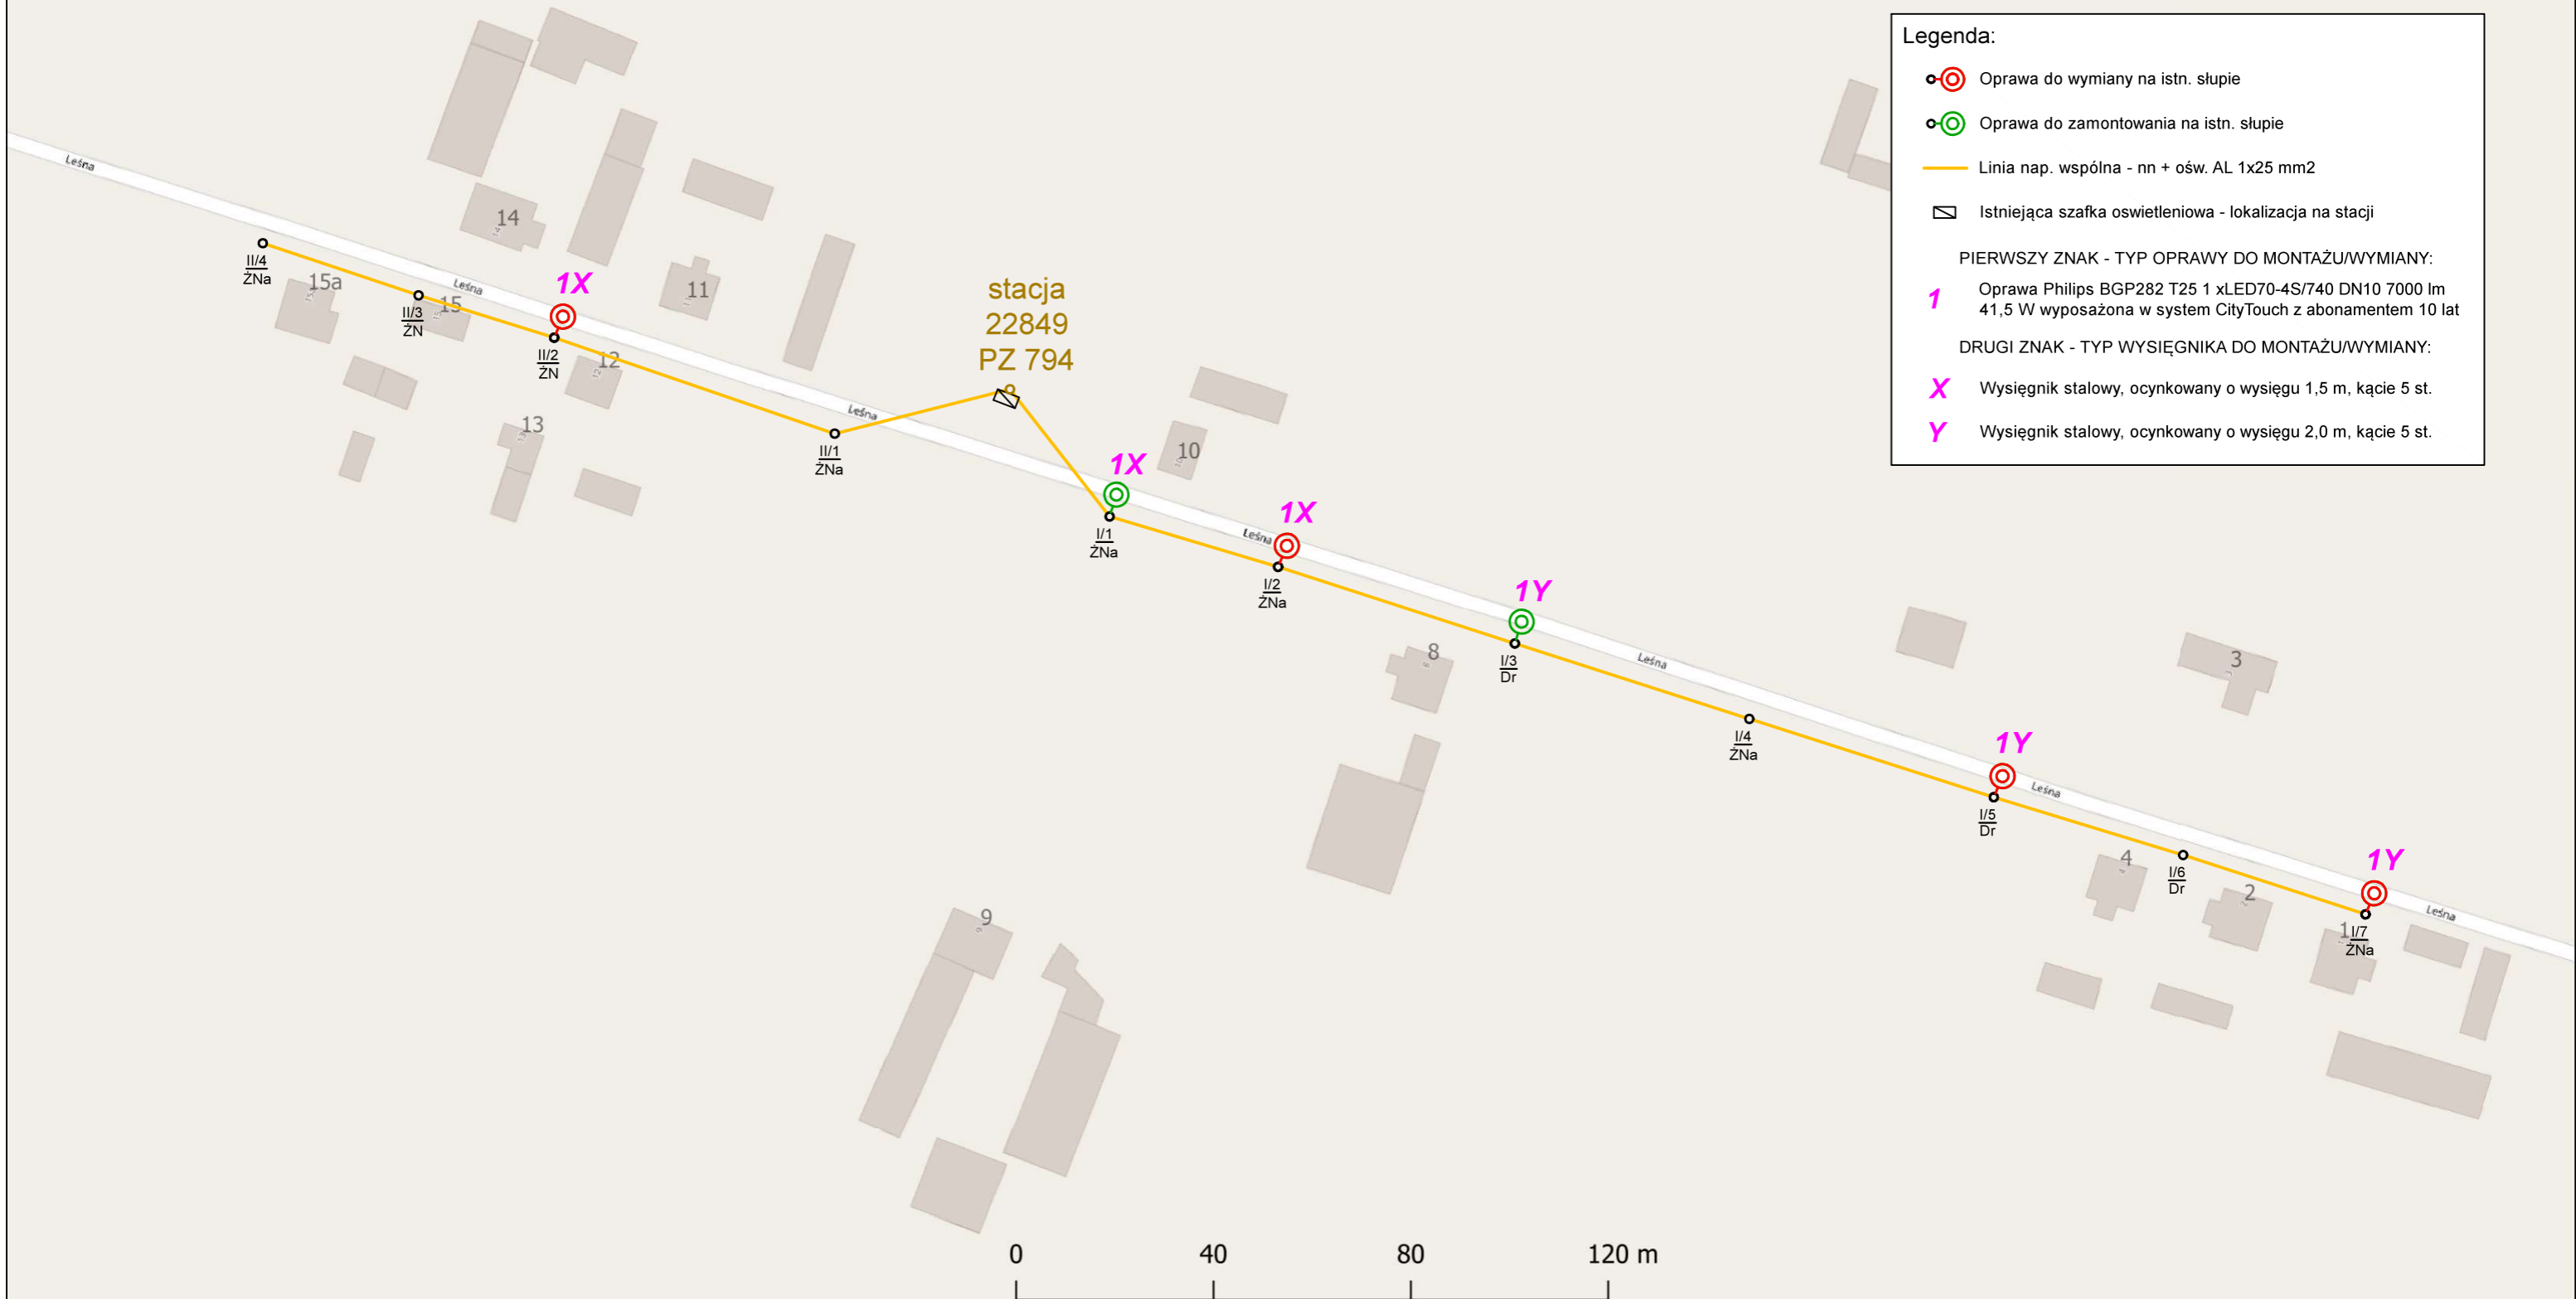 Legenda:
Oprawa do wymiany na istn. słupie
Oprawa do zamontowania na istn. słupie
Linia nap. wspólna - nn + ośw. AL 1x25 mm2
Istniejąca szafka oswietleniowa - lokalizacja na stacji
PIERWSZY ZNAK - TYP OPRAWY DO MONTAŻU/WYMIANY:
1 Oprawa Philips BGP282 T25 1 xLED70-4S/740 DN10 7000 lm
41,5 W wyposażona w system CityTouch z abonamentem 10 lat
DRUGI ZNAK - TYP WYSIĘGNIKA DO MONTAŻU/WYMIANY:
X Wysięgnik stalowy, ocynkowany o wysięgu 1,5 m, kącie 5 st.
Y Wysięgnik stalowy, ocynkowany o wysięgu 2,0 m, kącie 5 st.
Leśna
14
II/4
ŻNa
15a
II/3
ŻN
15
Leśna
1X
II/2
ŻN
12
11
13
stacja
22849
PZ 794
Leśna
II/1
ŻNa
10
1X
I/1
ŻNa
Leśna
1X
I/2
ŻNa
1Y
I/3
Dr
8
Leśna
I/4
ŻNa
3
1Y
I/5
Dr
Leśna
4
I/6
Dr
2
1Y
1
I/7
ŻNa
Leśna
9
0 40 80 120 m